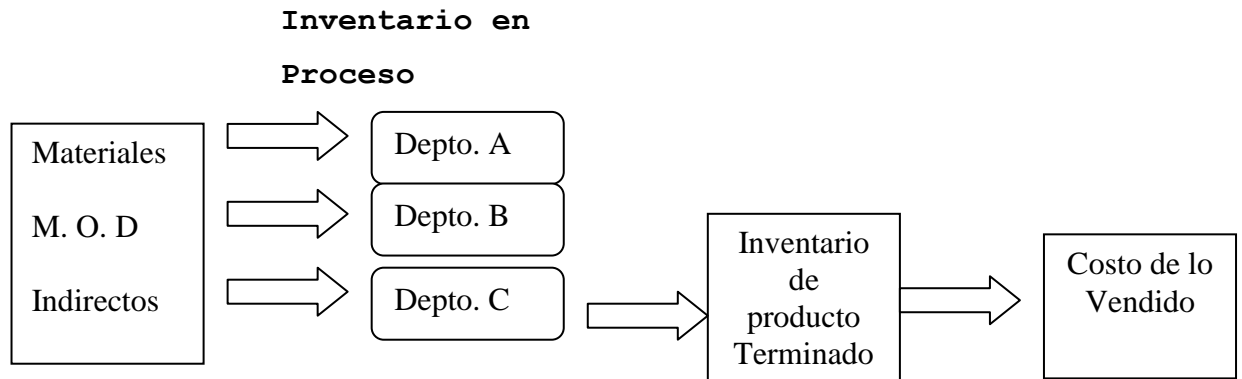 Inventario en
Proceso
Materiales
M. O. D
Indirectos
Depto. A
Depto. B
Depto. C
Inventario
de
producto
Terminado
Costo de lo
Vendido